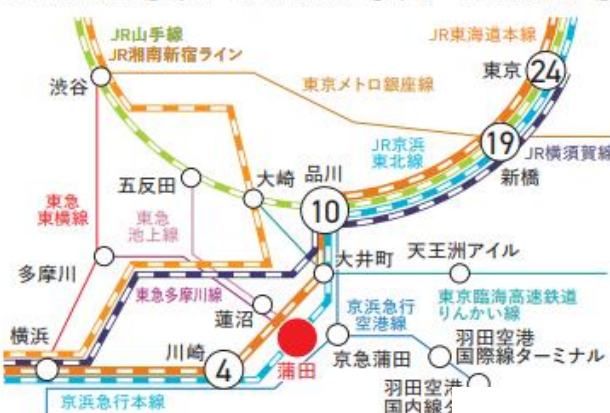 JR山手線
JR湘南新宿ライン
JR東海道本線
渋谷
東京メトロ銀座線
東京
24
JR京浜
東北線
19
JR横須賀線
新橋
五反田
大崎
品川
10
東急
東横線
東急
池上線
多摩川
大井町
天王洲アイル
東急多摩川線
東京臨海高速鉄道
りんかい線
蓮沼
京浜急行
空港線
横浜
川崎
4
蒲田
京急蒲田
羽田空港
国際線ターミナル
京浜急行本線
羽田空
国内線